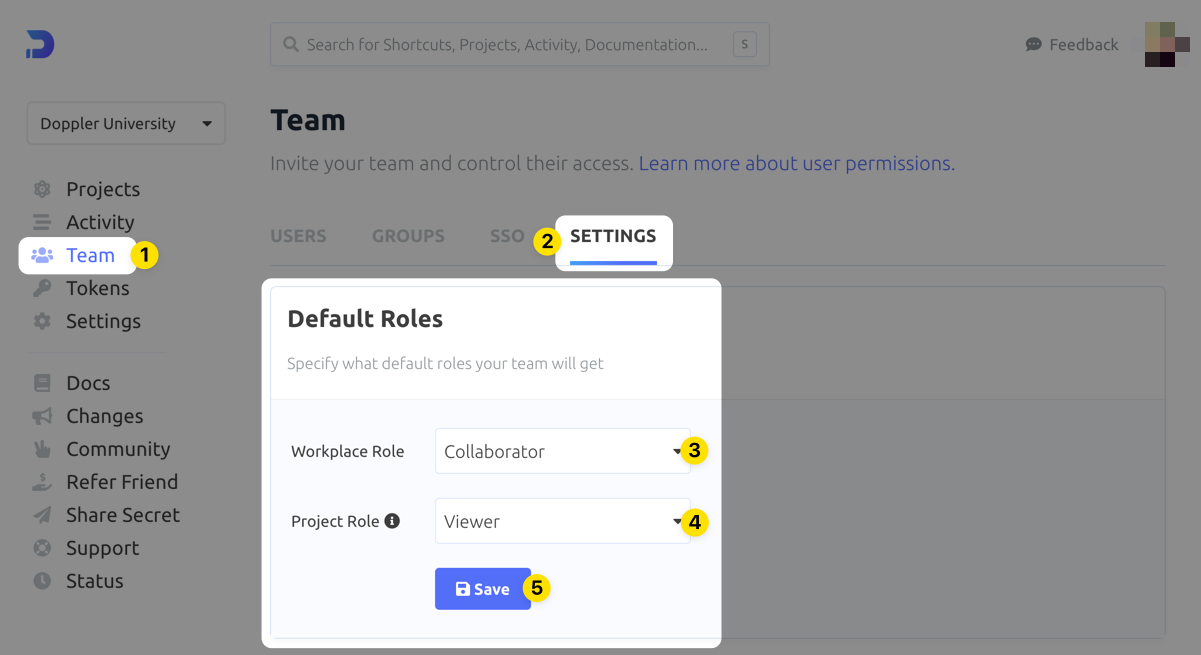 Search for Shortcuts, Projects, Activity, Documentation... S
Feedback
Doppler University
Projects
Activity
Team 1
Tokens
Settings
Docs
Changes
Community
Refer Friend
Share Secret
Support
Status
Team
Invite your team and control their access. Learn more about user permissions.
USERS GROUPS SSO 2 SETTINGS
Default Roles
Specify what default roles your team will get
Workplace Role Collaborator 3
Project Role Viewer 4
Save 5